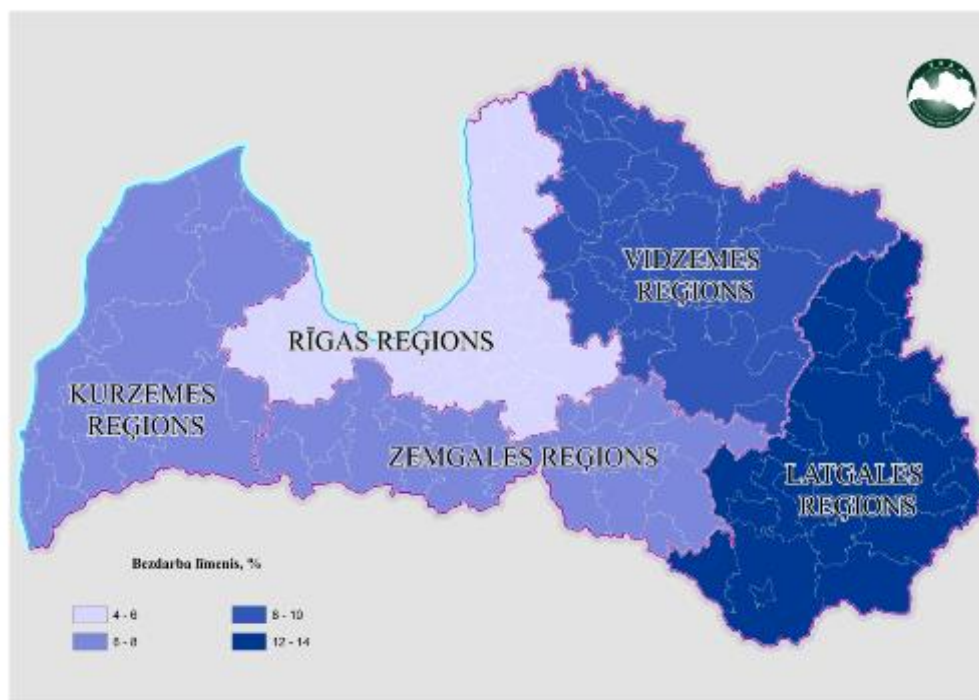 VIDZEMES
REĢIONS
RĪGAS REĢIONS
KURZEMES
REĢIONS
ZEMGALES REĢIONS
LATGALES
REĢIONS
Bezdarba līmenis, %
4 - 6
8 - 10
6 - 8
12 - 14